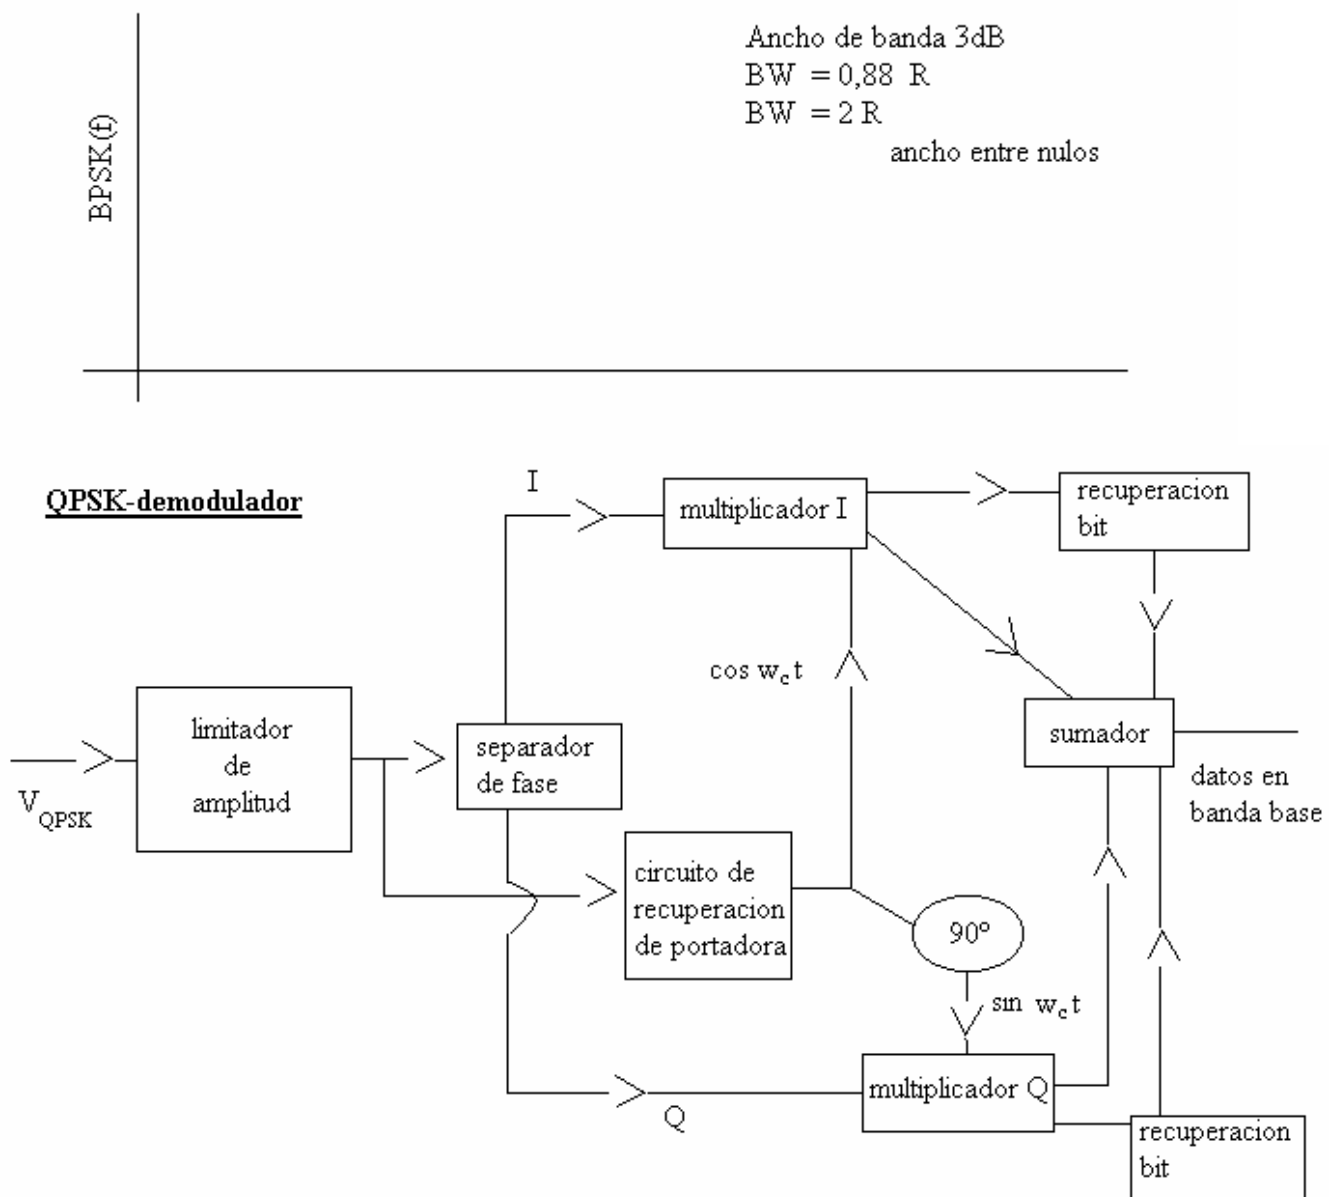 Ancho de banda 3dB
BW = 0,88 R
BW = 2 R
ancho entre nulos
BPSK(f)
QPSK-demodulador
I
multiplicador I
recuperacion
bit
cos w_c t
limitador
de
amplitud
separador
de fase
sumador
V_QPSK
datos en
banda base
circuito de
recuperacion
de portadora
90º
sin w_c t
multiplicador Q
Q
recuperacion
bit